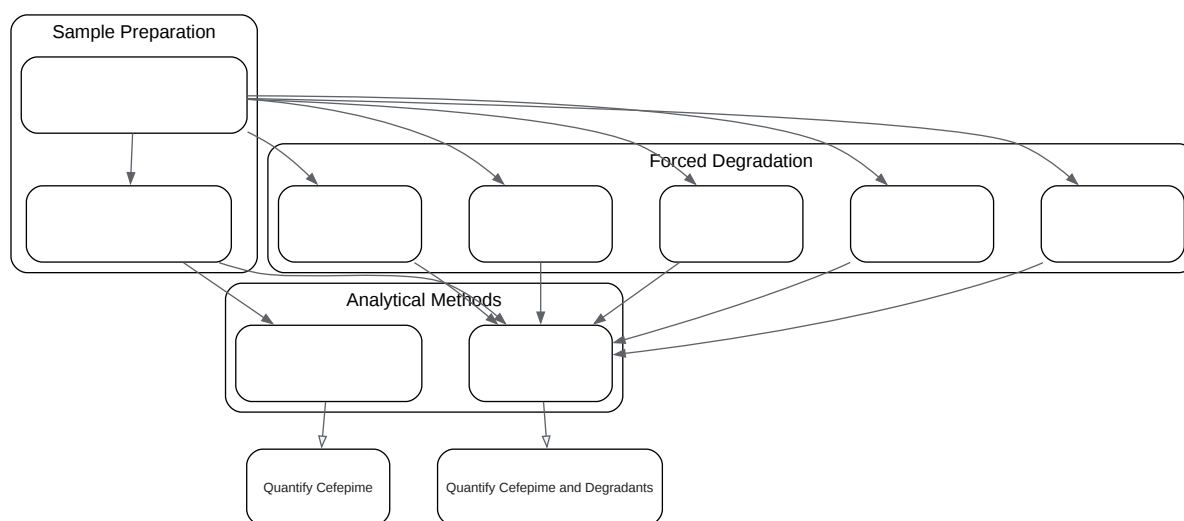 Sample Preparation
Forced Degradation
Analytical Methods
Quantify Cefepime
Quantify Cefepime and Degradants